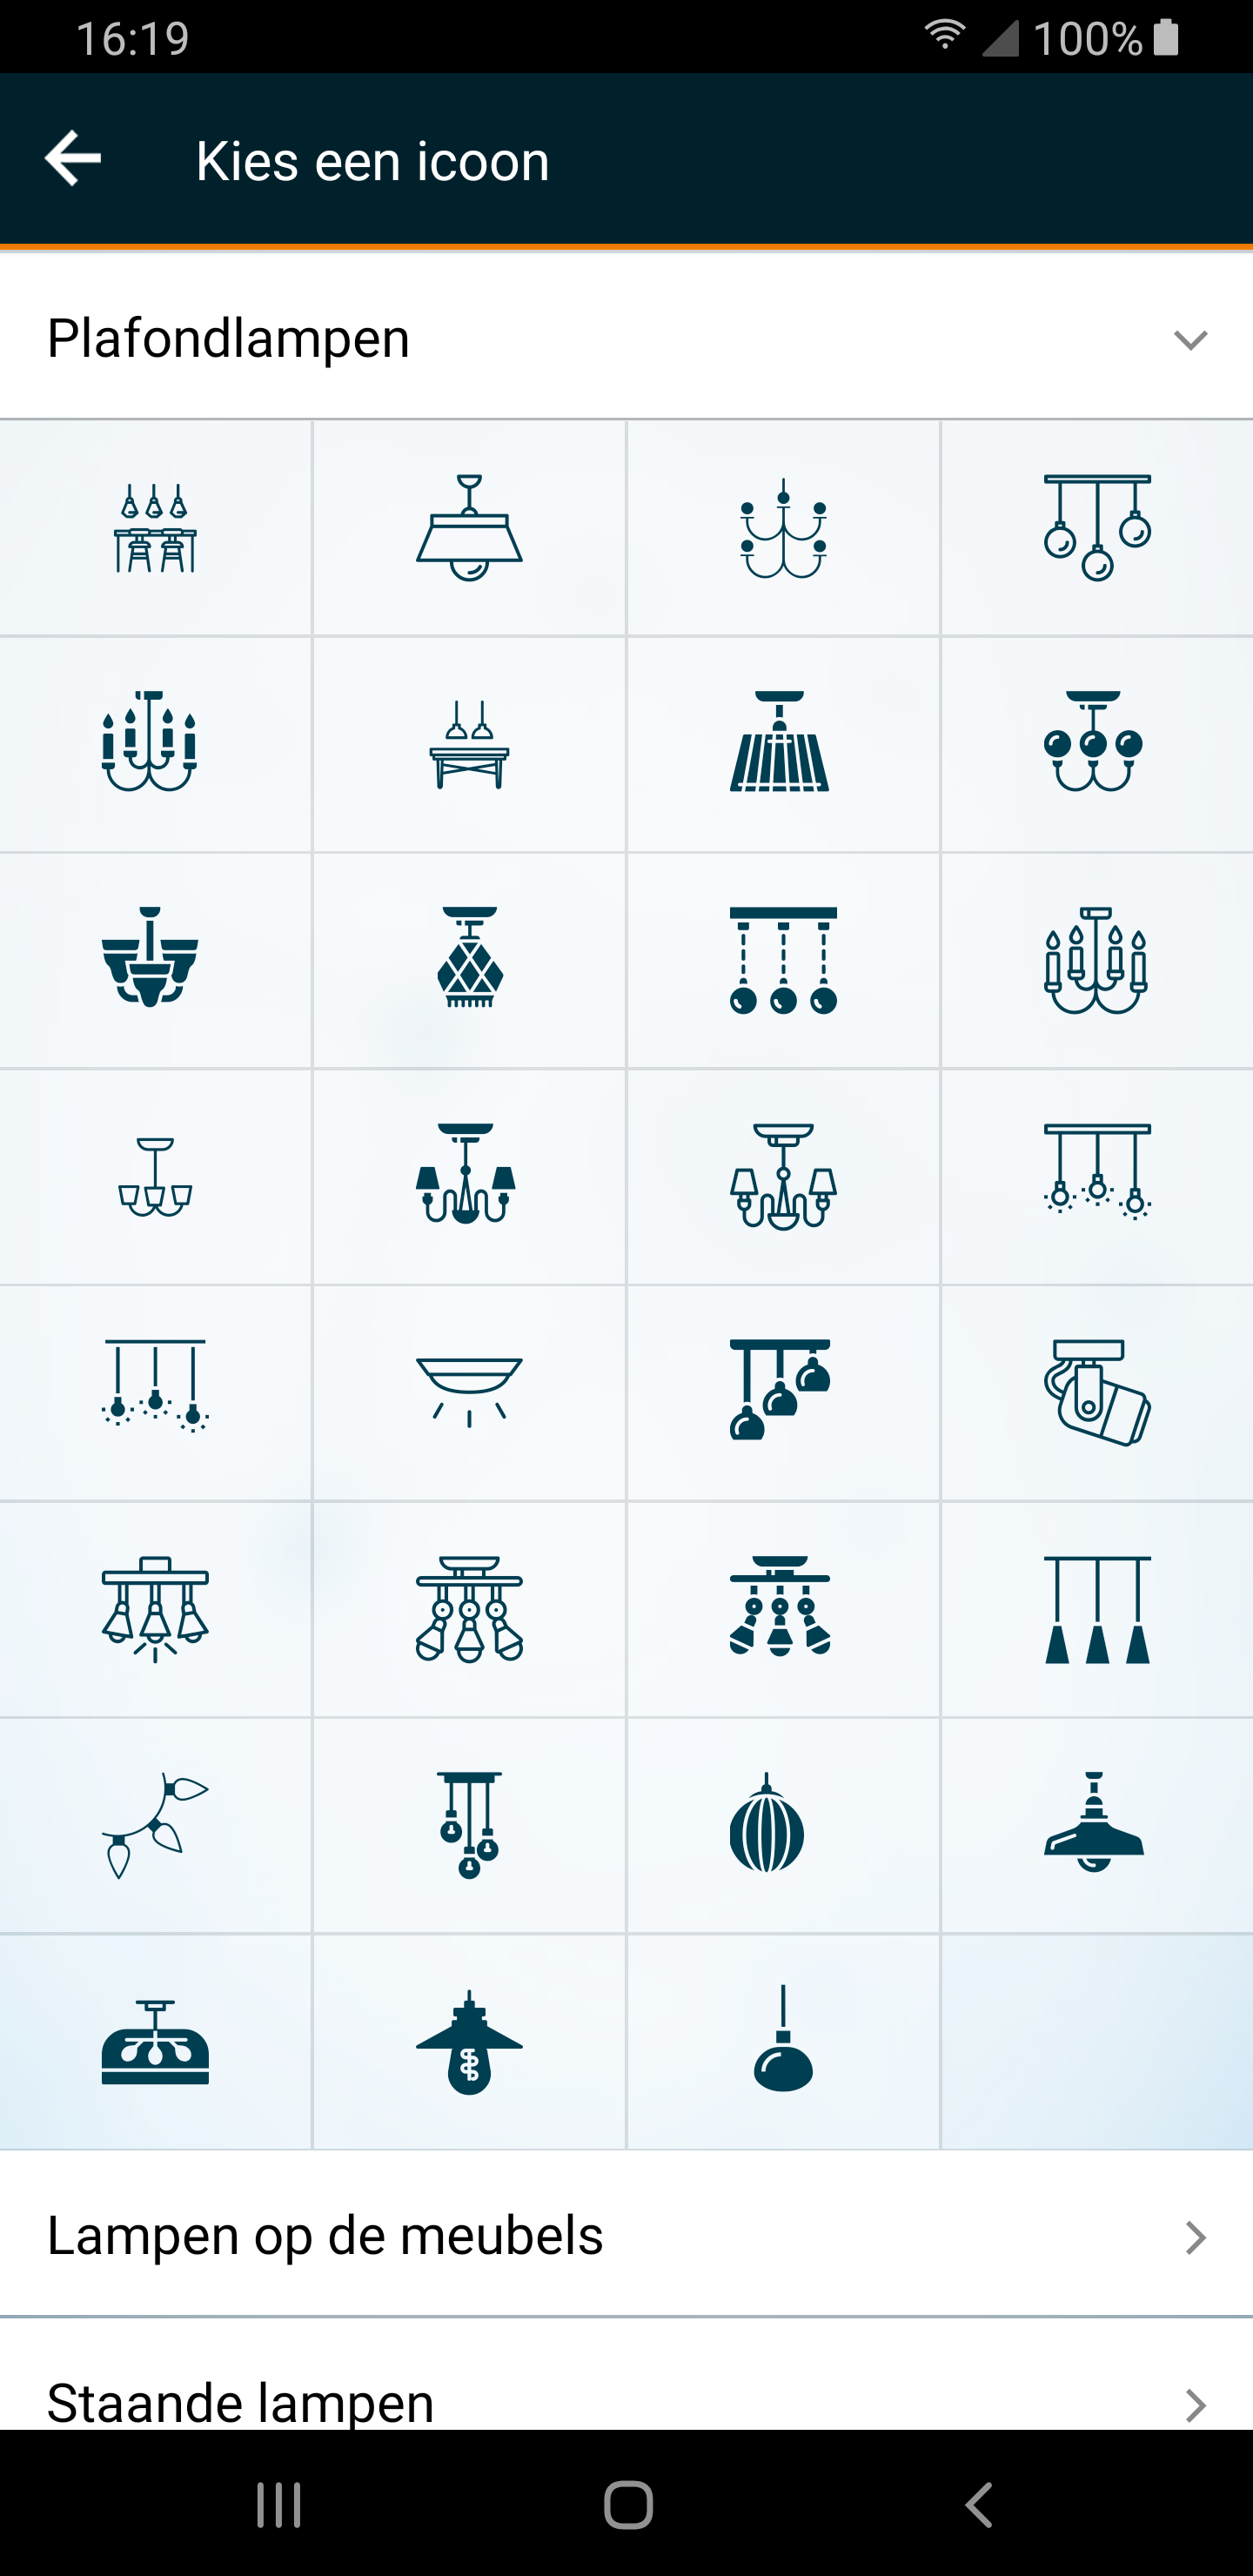 16:19 100%
Kies een icoon
Plafondlampen
$
Lampen op de meubels
Staande lampen